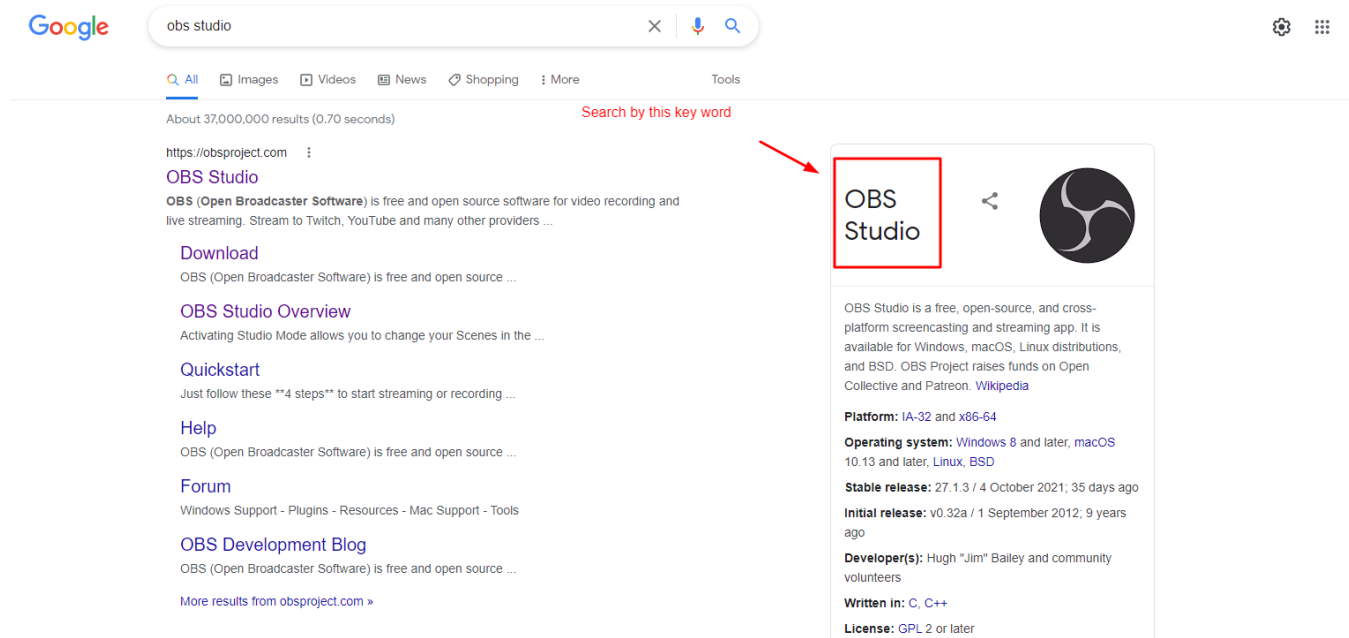 Google
obs studio
All Images Videos News Shopping More Tools
About 37,000,000 results (0.70 seconds)
Search by this key word
https://obsproject.com
OBS Studio
OBS (Open Broadcaster Software) is free and open source software for video recording and
live streaming. Stream to Twitch, YouTube and many other providers ...
Download
OBS (Open Broadcaster Software) is free and open source ...
OBS Studio Overview
Activating Studio Mode allows you to change your Scenes in the ...
Quickstart
Just follow these **4 steps** to start streaming or recording ...
Help
OBS (Open Broadcaster Software) is free and open source ...
Forum
Windows Support - Plugins - Resources - Mac Support - Tools
OBS Development Blog
OBS (Open Broadcaster Software) is free and open source ...
More results from obsproject.com »
OBS
Studio
OBS Studio is a free, open-source, and cross-
platform screencasting and streaming app. It is
available for Windows, macOS, Linux distributions,
and BSD. OBS Project raises funds on Open
Collective and Patreon. Wikipedia
Platform: IA-32 and x86-64
Operating system: Windows 8 and later, macOS
10.13 and later, Linux, BSD
Stable release: 27.1.3 / 4 October 2021; 35 days ago
Initial release: v0.32a / 1 September 2012; 9 years
ago
Developer(s): Hugh "Jim" Bailey and community
volunteers
Written in: C, C++
License: GPL 2 or later